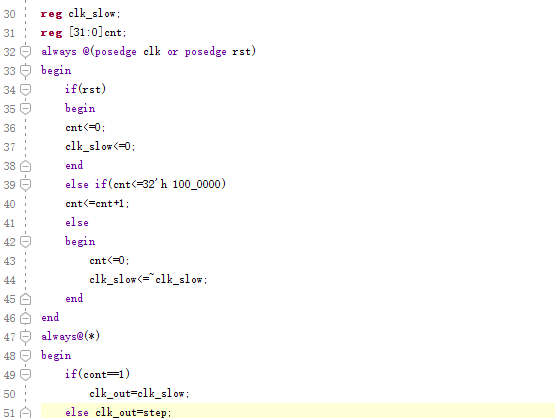 30 reg clk_slow;
31 reg [31:0]cnt;
32 always @(posedge clk or posedge rst)
33 begin
34 if(rst)
35 begin
36 cnt<=0;
37 clk_slow<=0;
38 end
39 else if(cnt<=32'h 100_0000)
40 cnt<=cnt+1;
41 else
42 begin
43 cnt<=0;
44 clk_slow<=~clk_slow;
45 end
46 end
47 always@(*)
48 begin
49 if(cont==1)
50 clk_out=clk_slow;
51 else clk_out=step;